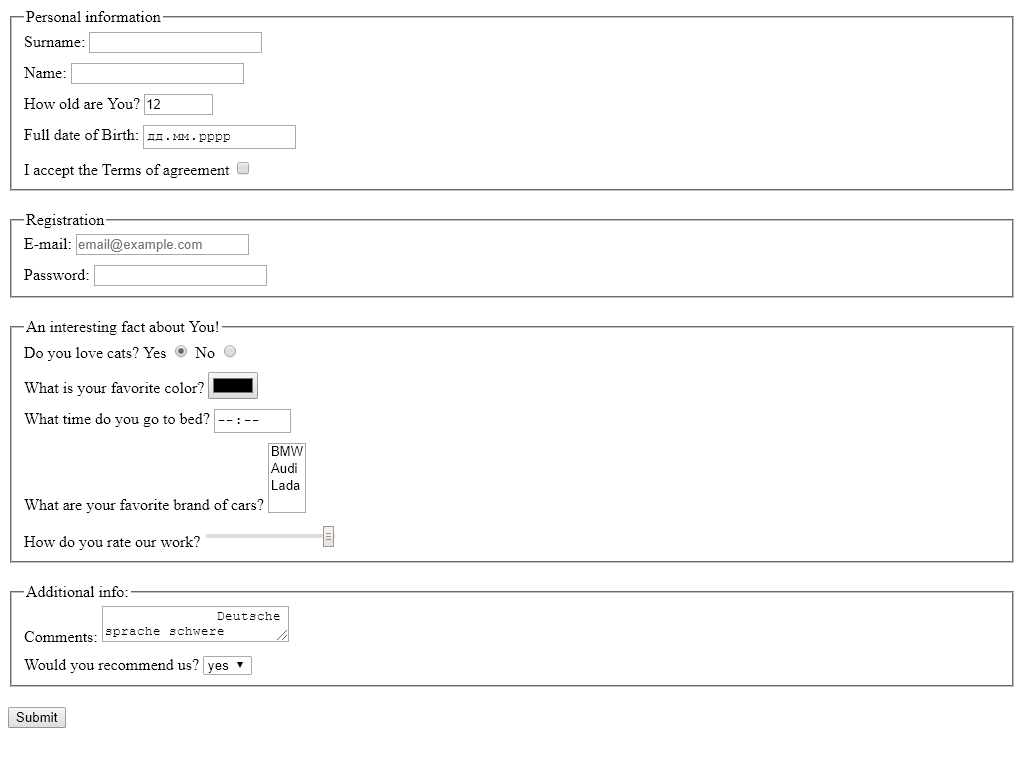 Personal information
Surname:
Name:
How old are You? 12
Full date of Birth: дд.мм.рррр
I accept the Terms of agreement
Registration
E-mail: email@example.com
Password:
An interesting fact about You!
Do you love cats? Yes No
What is your favorite color?
What time do you go to bed? --:--
BMW
Audi
Lada
What are your favorite brand of cars?
How do you rate our work?
Additional info:
Deutsche
Comments: sprache schwere
Would you recommend us? yes
Submit